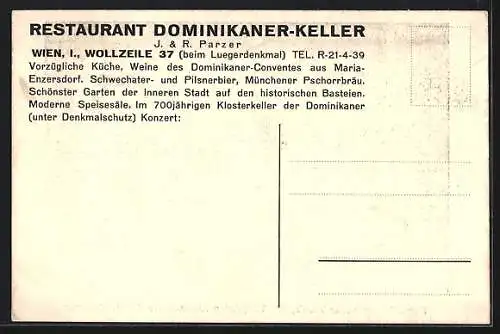 RESTAURANT DOMINIKANER-KELLER
J. & R. Parzer
WIEN, I., WOLLZEILE 37 (beim Luegerdenkmal) TEL. R-21-4-39
Vorzügliche Küche, Weine des Dominikaner-Conventes aus Maria-
Enzersdorf. Schwechater- und Pilsnerbier, Münchener Pschorrbräu.
Schönster Garten der Inneren Stadt auf den historischen Basteien.
Moderne Speisesäle. Im 700jährigen Klosterkeller der Dominikaner
(unter Denkmalschutz) Konzert: